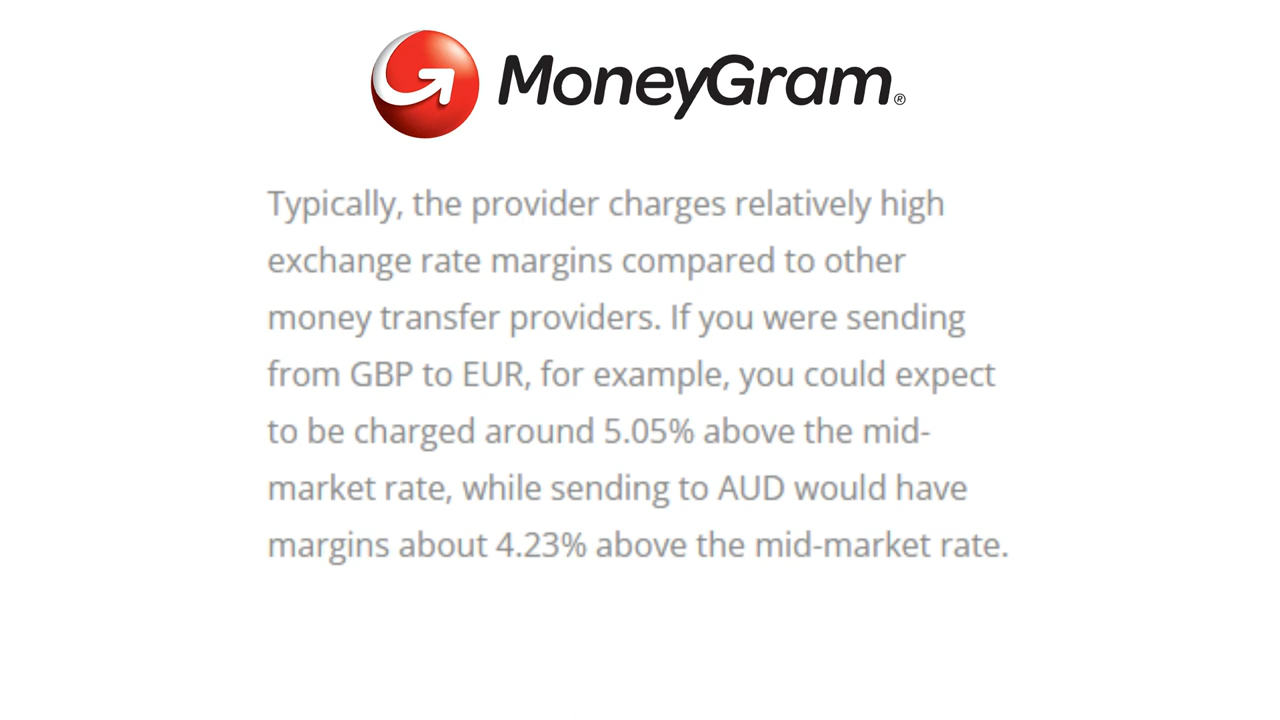 MoneyGram®
Typically, the provider charges relatively high
exchange rate margins compared to other
money transfer providers. If you were sending
from GBP to EUR, for example, you could expect
to be charged around 5.05% above the mid-
market rate, while sending to AUD would have
margins about 4.23% above the mid-market rate.